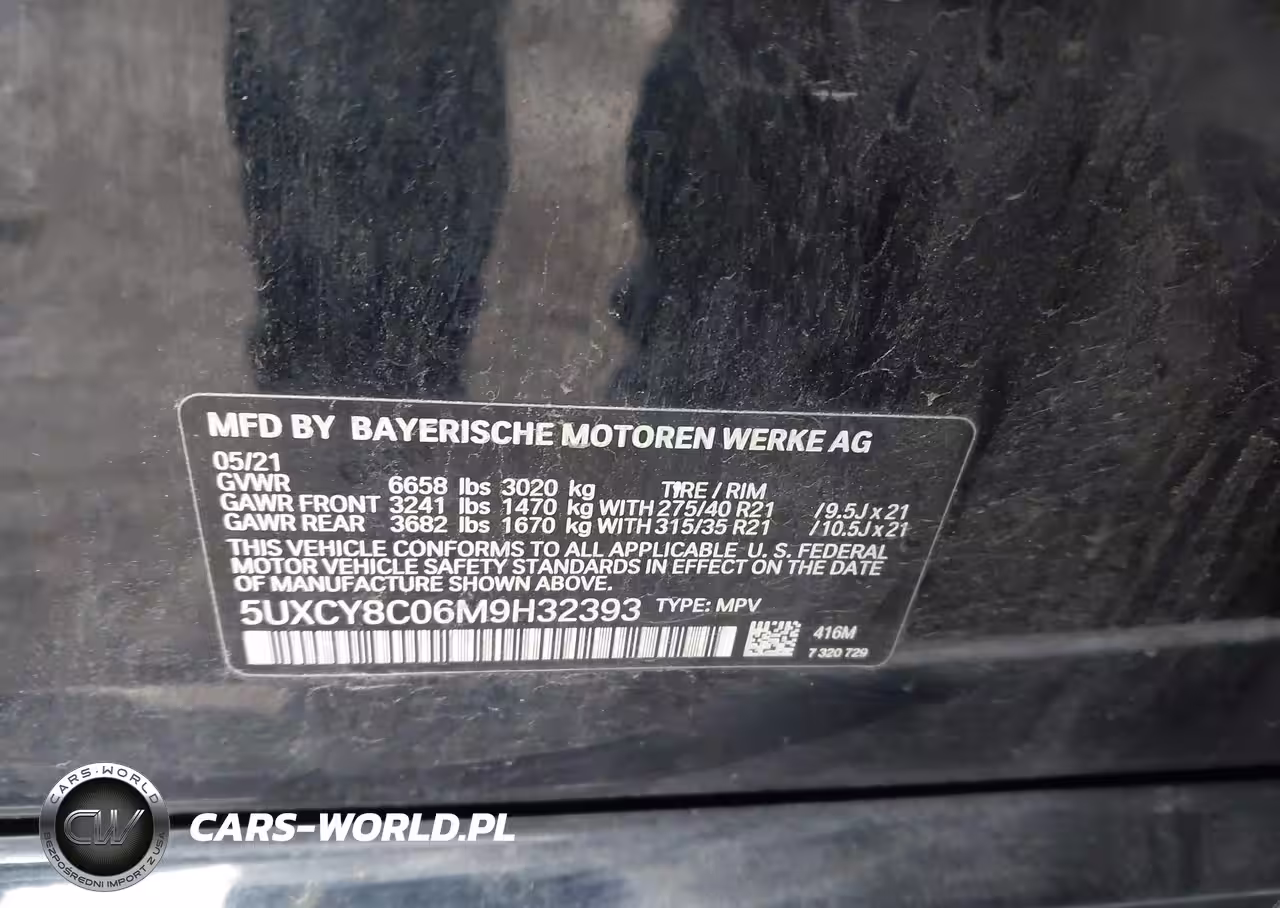 MFD BY BAYERISCHE MOTOREN WERKE AG
05/21
GVWR 6658 lbs 3020 kg TIRE / RIM
GAWR FRONT 3241 lbs 1470 kg WITH 275/40 R21 /9.5J x 21
GAWR REAR 3682 lbs 1670 kg WITH 315/35 R21 /10.5J x 21
THIS VEHICLE CONFORMS TO ALL APPLICABLE U. S. FEDERAL
MOTOR VEHICLE SAFETY STANDARDS IN EFFECT ON THE DATE
OF MANUFACTURE SHOWN ABOVE.
5UXCY8C06M9H32393 TYPE: MPV
416M
7 320 729
CARS-WORLD
CW
BEZPOŚREDNI IMPORT Z USA
CARS-WORLD.PL